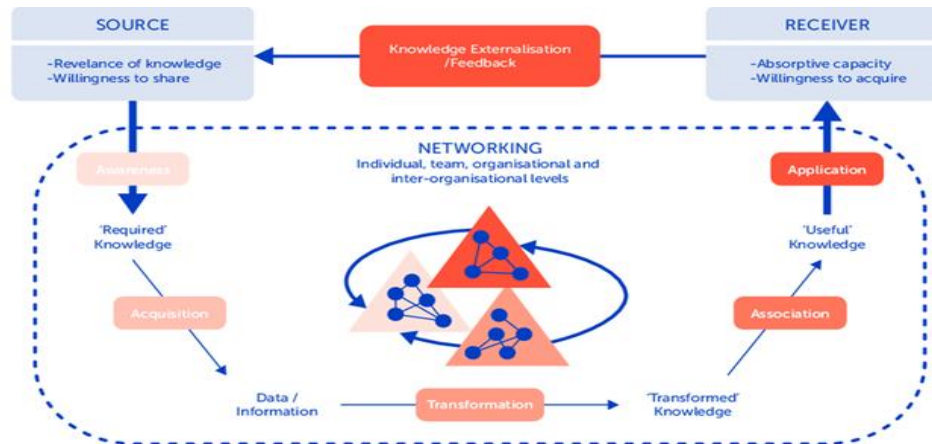 SOURCE
-Revelance of knowledge
-Willingness to share
Knowledge Externalisation
/Feedback
RECEIVER
-Absorptive capacity
-Willingness to acquire
NETWORKING
Individual, team, organisational and
inter-organisational levels
Awareness
Application
'Required'
Knowledge
'Useful'
Knowledge
Acquisition
Association
Data /
Information
Transformation
'Transformed'
Knowledge